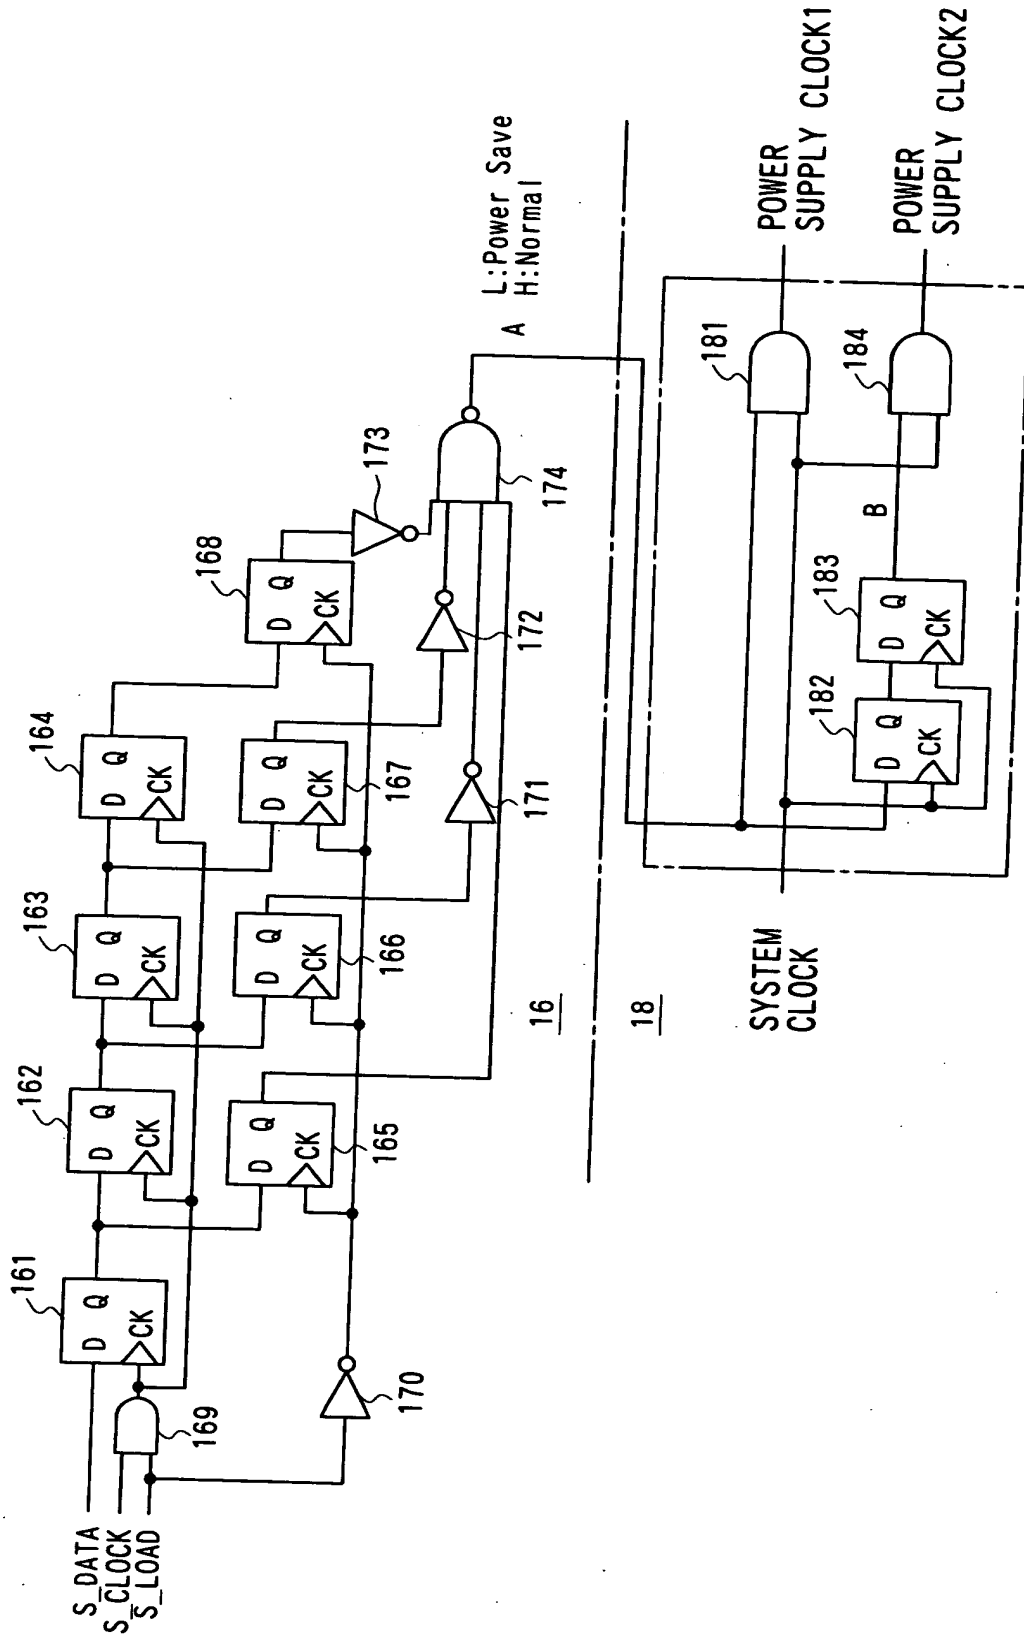 S_DATA
S_CLOCK
S_LOAD
169
170
161
D Q
CK
162
D Q
CK
163
D Q
CK
164
D Q
CK
165
D Q
CK
166
D Q
CK
167
D Q
CK
168
D Q
CK
171
172
173
174
A
L:Power Save
H:Normal
16
18
SYSTEM
CLOCK
182
D Q
CK
183
D Q
CK
B
181
184
POWER
SUPPLY CLOCK1
POWER
SUPPLY CLOCK2